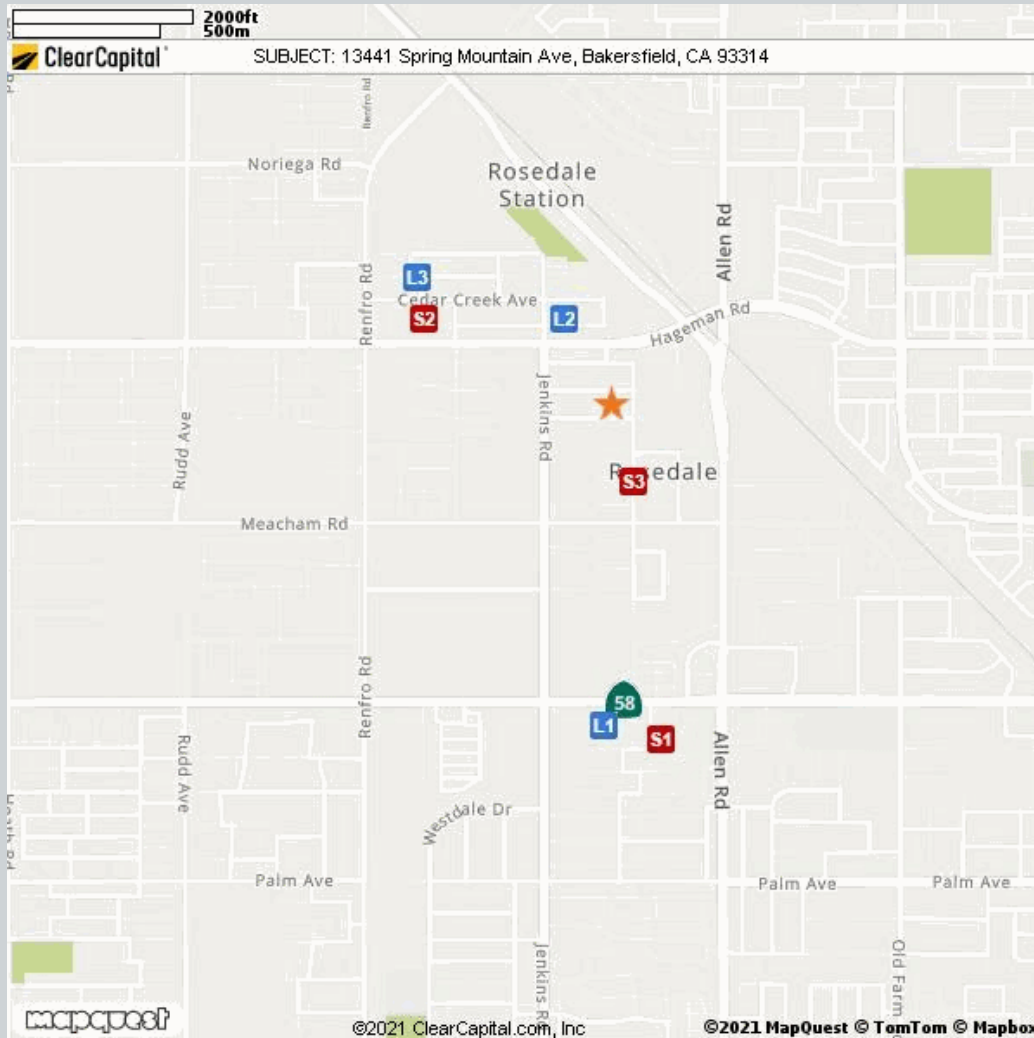 2000ft
500m
ClearCapital
SUBJECT: 13441 Spring Mountain Ave, Bakersfield, CA 93314
Renfro Rd
Noriega Rd
Rosedale
Station
Allen Rd
L3
Renfro Rd
Cedar Creek Ave
S2
L2
Hageman Rd
Jenkins Rd
Rudd Ave
Rosedale
S3
Meacham Rd
Renfro Rd
58
L1
S1
Rudd Ave
Allen Rd
Westdale Dr
Heath Rd
Palm Ave
Palm Ave
Palm Ave
Jenkins Rd
Old Farm
mapquest
©2021 ClearCapital.com, Inc
©2021 MapQuest © TomTom © Mapbox